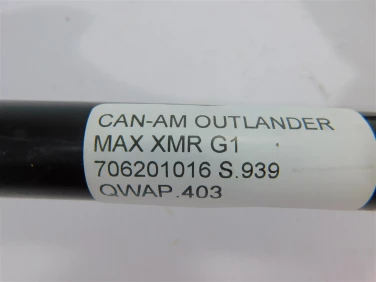 CAN-AM OUTLANDER
MAX XMR G1
706201016 S.939
QWAP.403